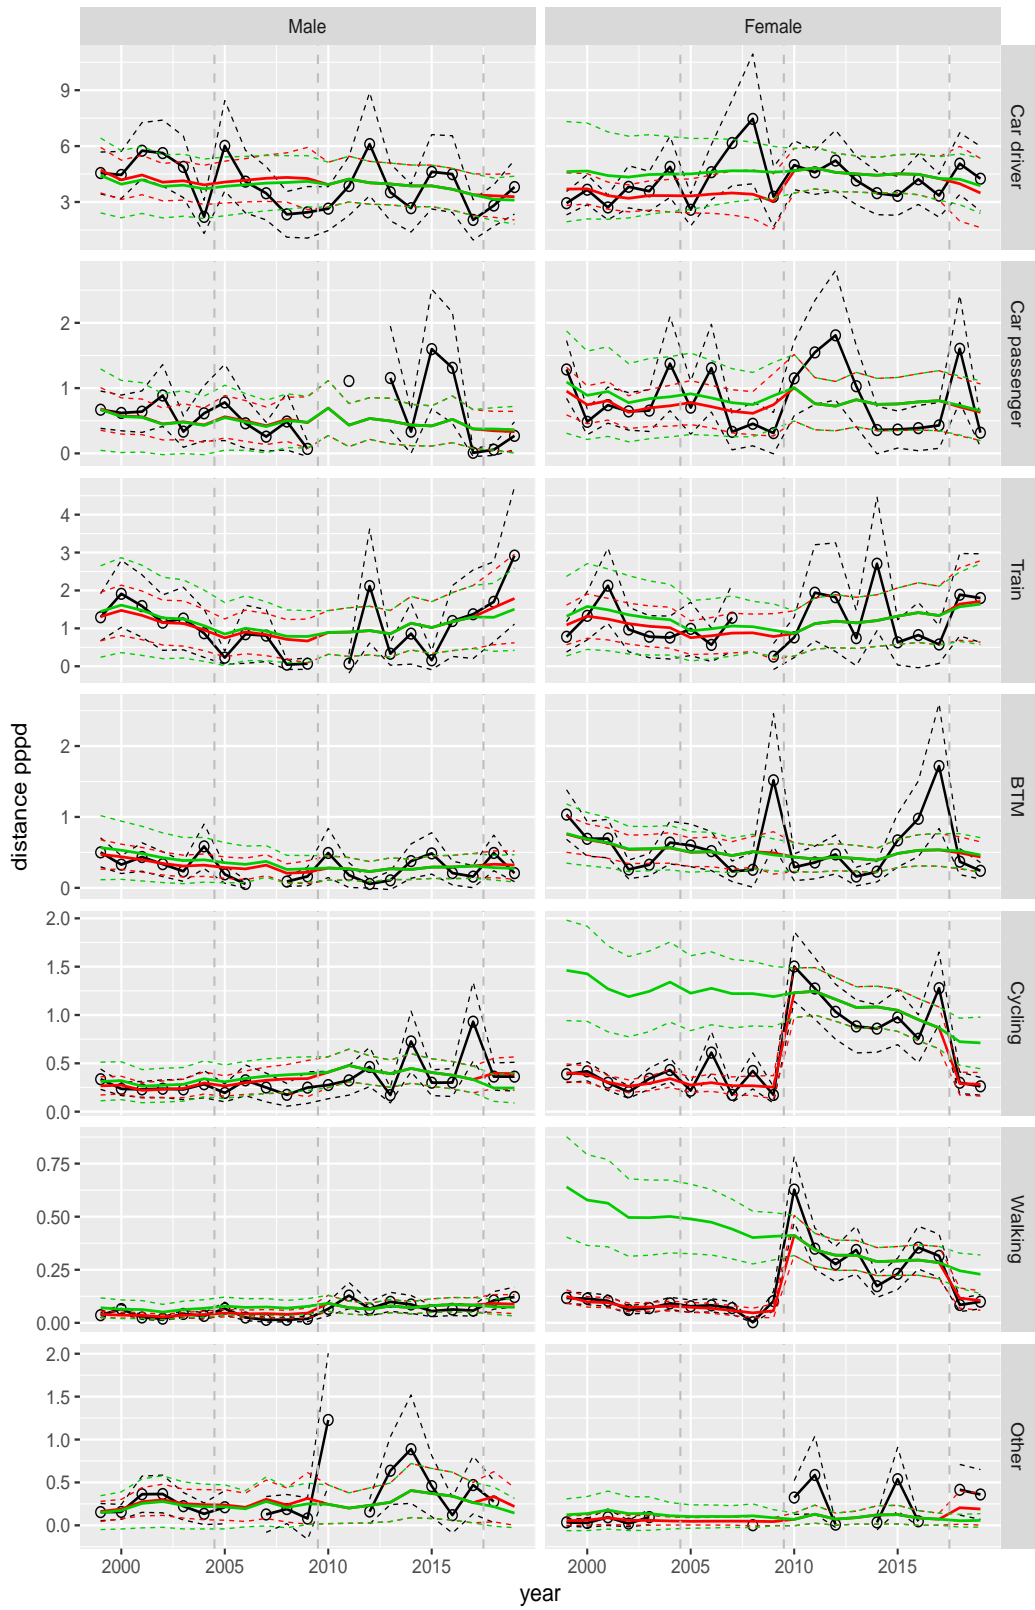 Male Female
9
6
3
Car driver
2
1
0
Car passenger
4
3
2
1
0
Train
2
1
0
BTM
2.0
1.5
1.0
0.5
0.0
Cycling
0.75
0.50
0.25
0.00
Walking
2.0
1.5
1.0
0.5
0.0
Other
distance pppd
2000 2005 2010 2015 2000 2005 2010 2015
year